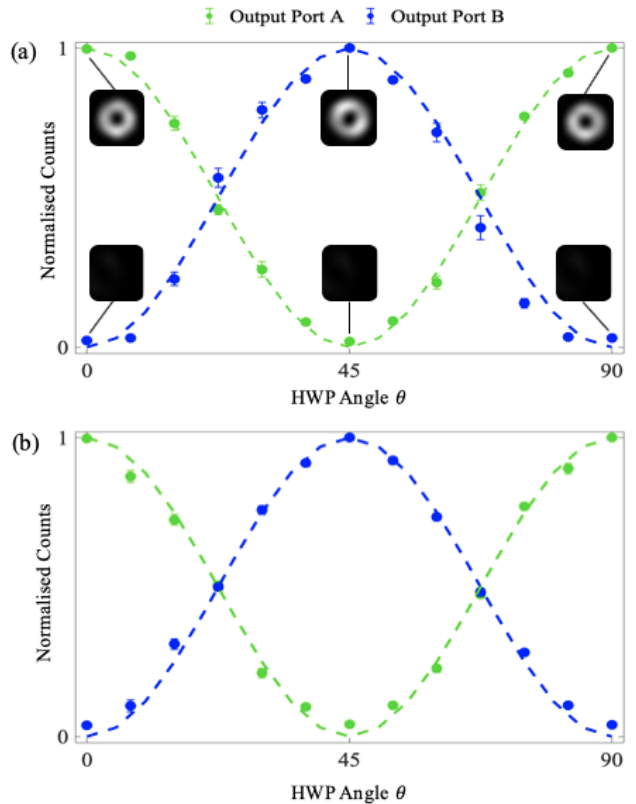 Output Port A Output Port B
(a)
1
Normalised Counts
0
0 45 90
HWP Angle θ
(b)
1
Normalised Counts
0
0 45 90
HWP Angle θ